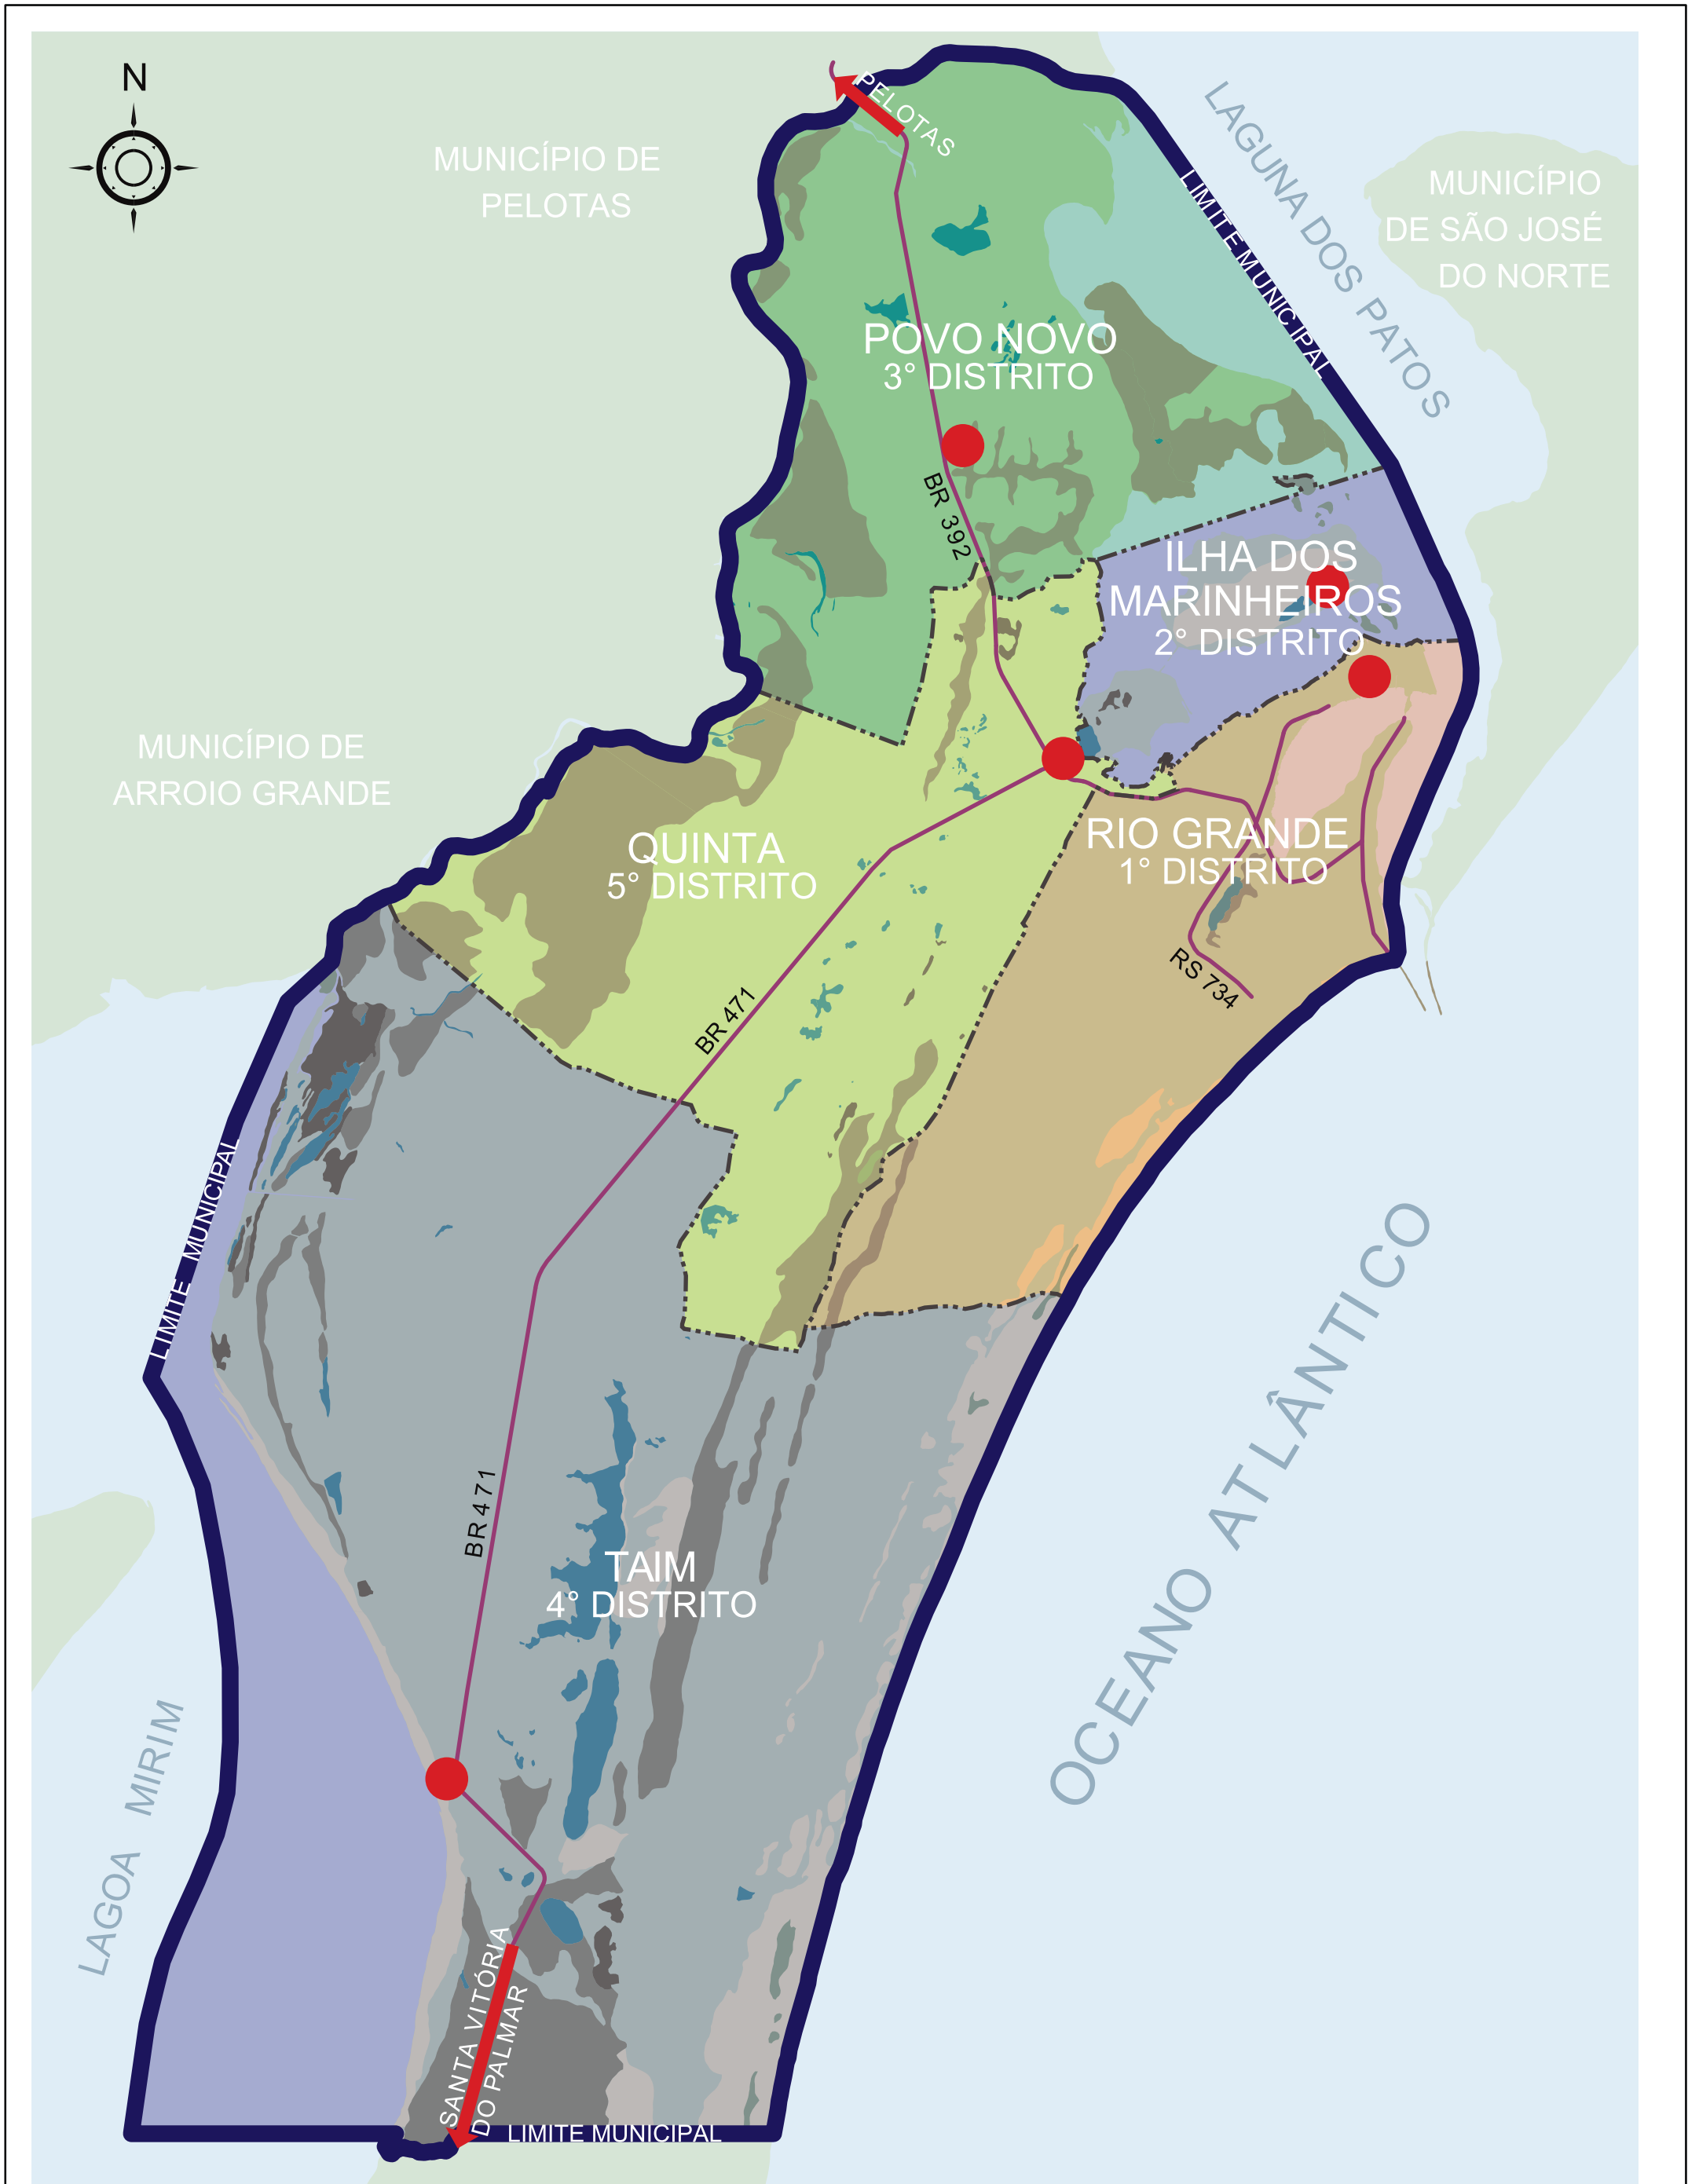 N
PELOTAS
MUNICÍPIO DE
PELOTAS
LAGUNA DOS PATOS
LIMITE MUNICIPAL
MUNICÍPIO
DE SÃO JOSÉ
DO NORTE
POVO NOVO
3° DISTRITO
BR 392
ILHA DOS
MARINHEIROS
2° DISTRITO
MUNICÍPIO DE
ARROIO GRANDE
QUINTA
5° DISTRITO
RIO GRANDE
1° DISTRITO
RS 734
BR 471
LIMITE MUNICIPAL
OCEANO ATLÂNTICO
BR 471
TAIM
4° DISTRITO
LAGOA MIRIM
SANTA VITÓRIA
DO PALMAR
LIMITE MUNICIPAL